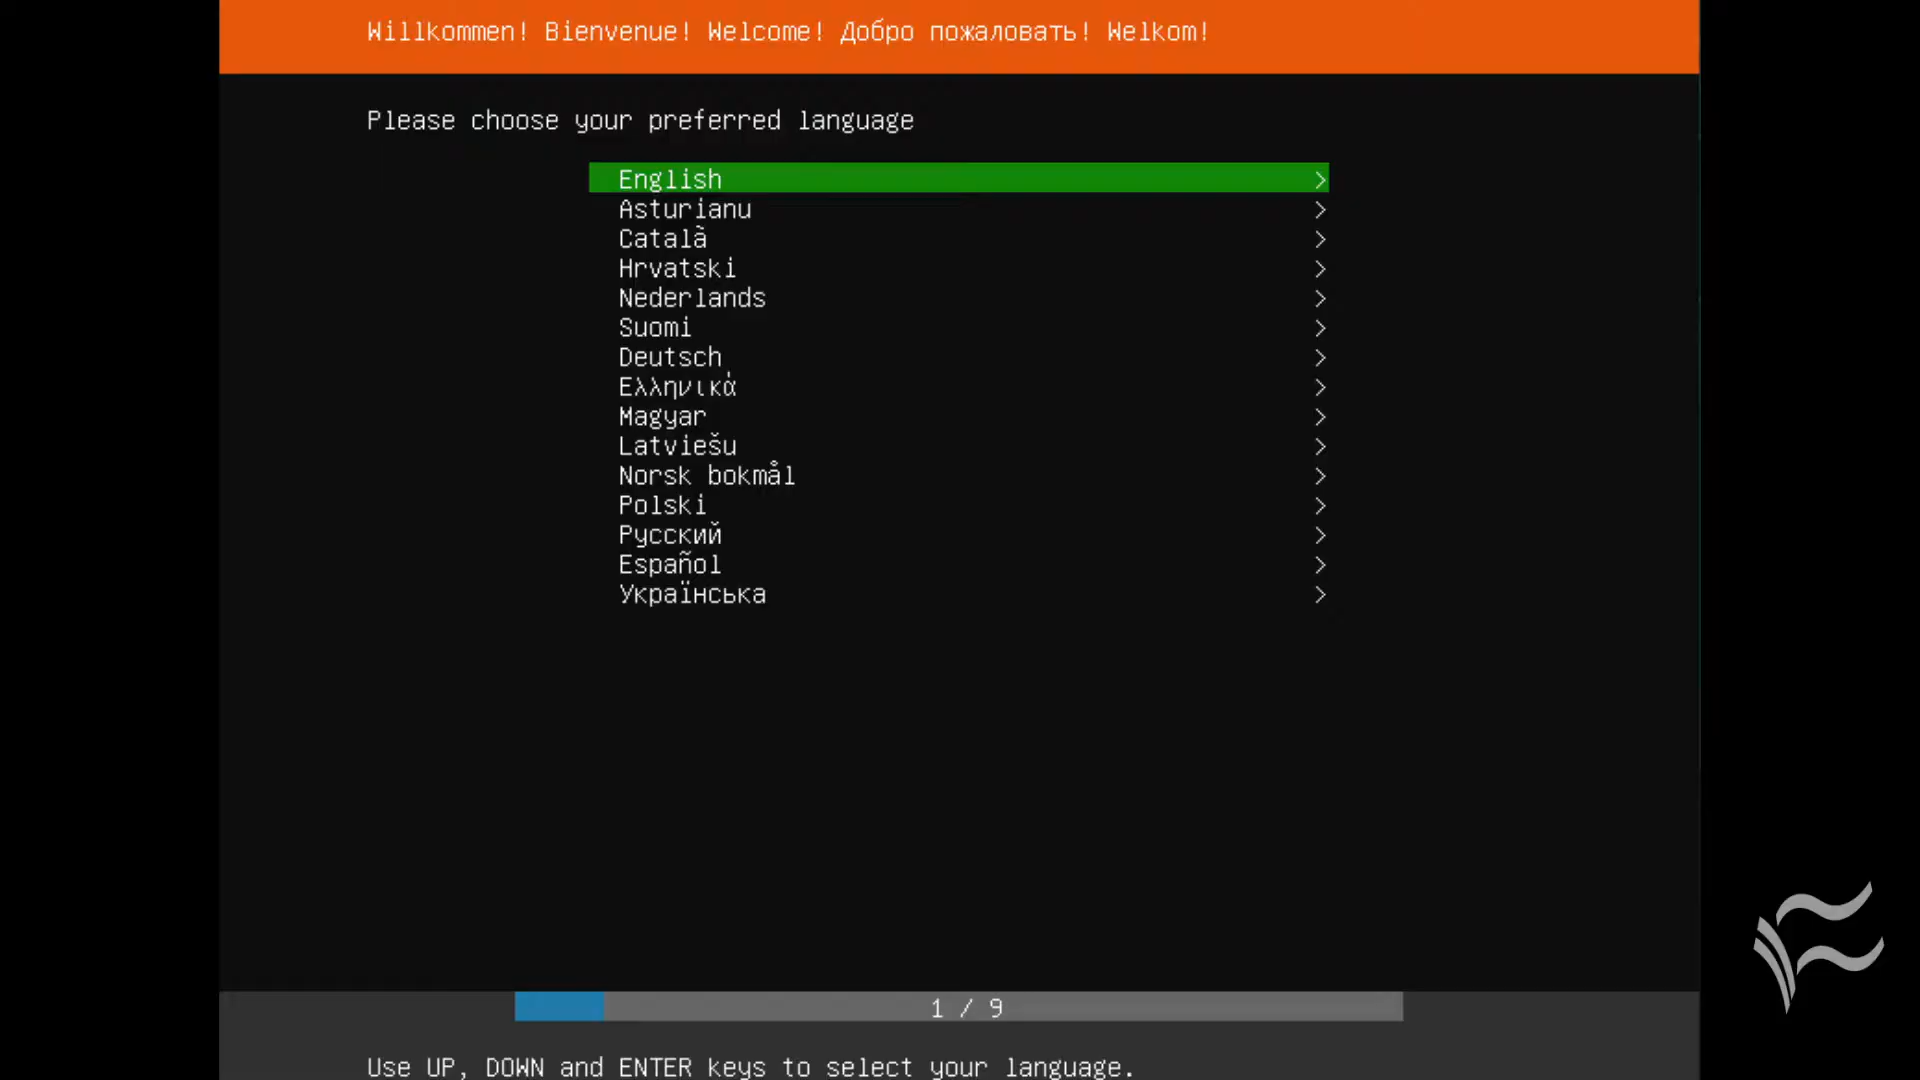 Willkommen! Bienvenue! Welcome! Добро пожаловать! Welkom!
Please choose your preferred language
English >
Asturianu >
Català >
Hrvatski >
Nederlands >
Suomi >
Deutsch >
Ελληνικά >
Magyar >
Latviešu >
Norsk bokmål >
Polski >
Русский >
Español >
Українська >
1 / 9
Use UP, DOWN and ENTER keys to select your language.